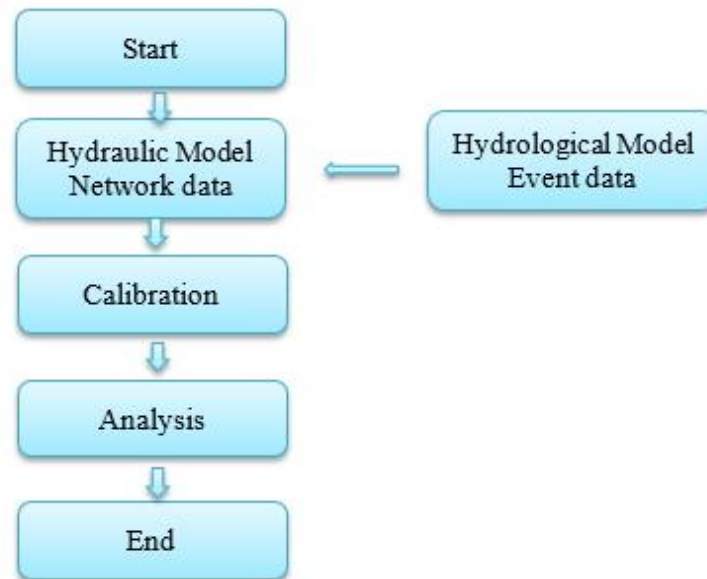 Start
Hydraulic Model
Network data
Hydrological Model
Event data
Calibration
Analysis
End